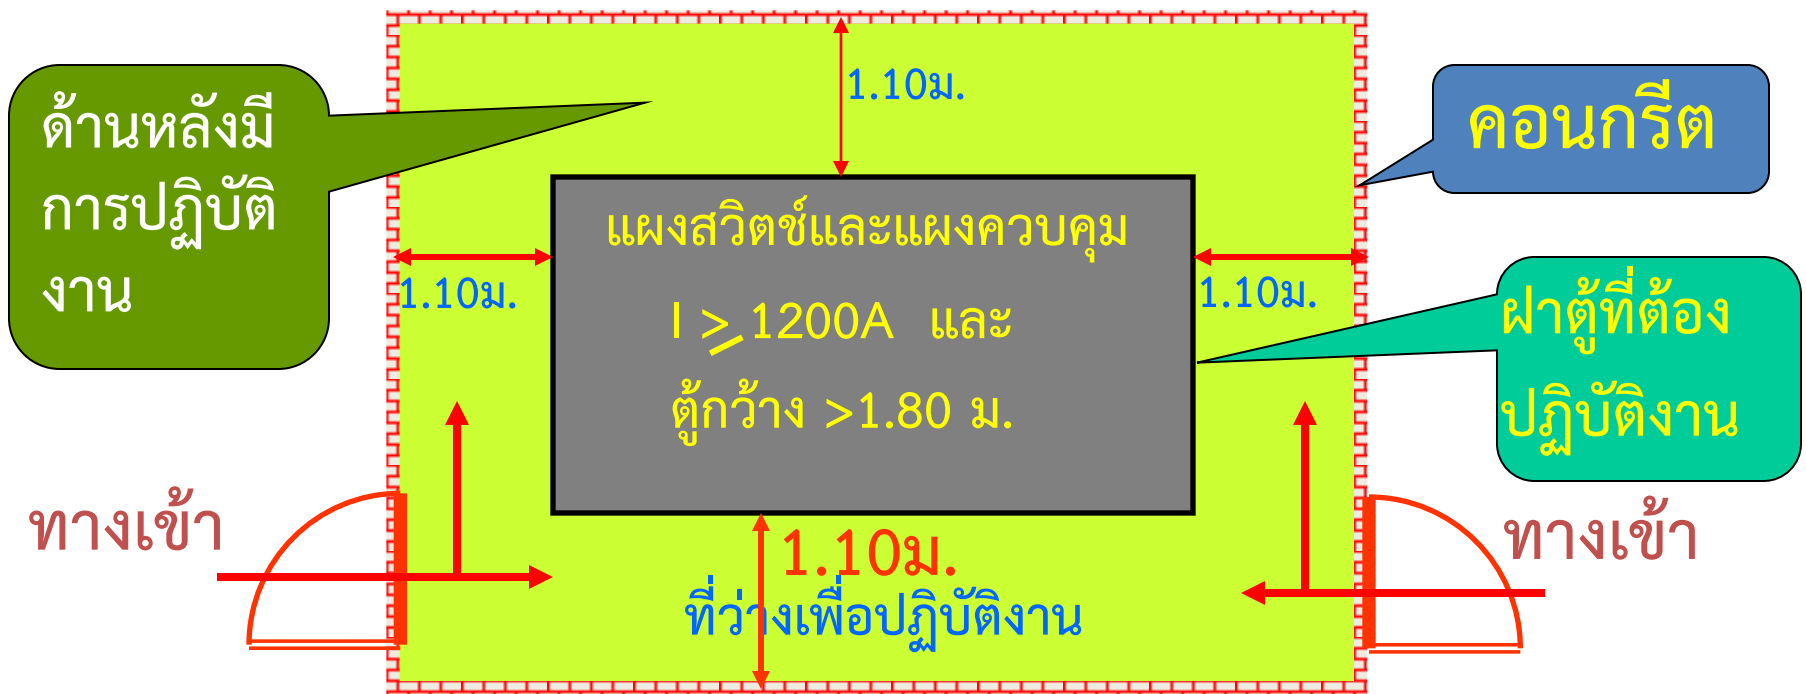 1.10ม.
ด้านหลังมี
การปฏิบัติ
งาน
คอนกรีต
แผงสวิตช์และแผงควบคุม
1.10ม.
1.10ม.
I ≥ 1200A และ
ตู้กว้าง >1.80 ม.
ฝาตู้ที่ต้อง
ปฏิบัติงาน
ทางเข้า
1.10ม.
ที่ว่างเพื่อปฏิบัติงาน
ทางเข้า